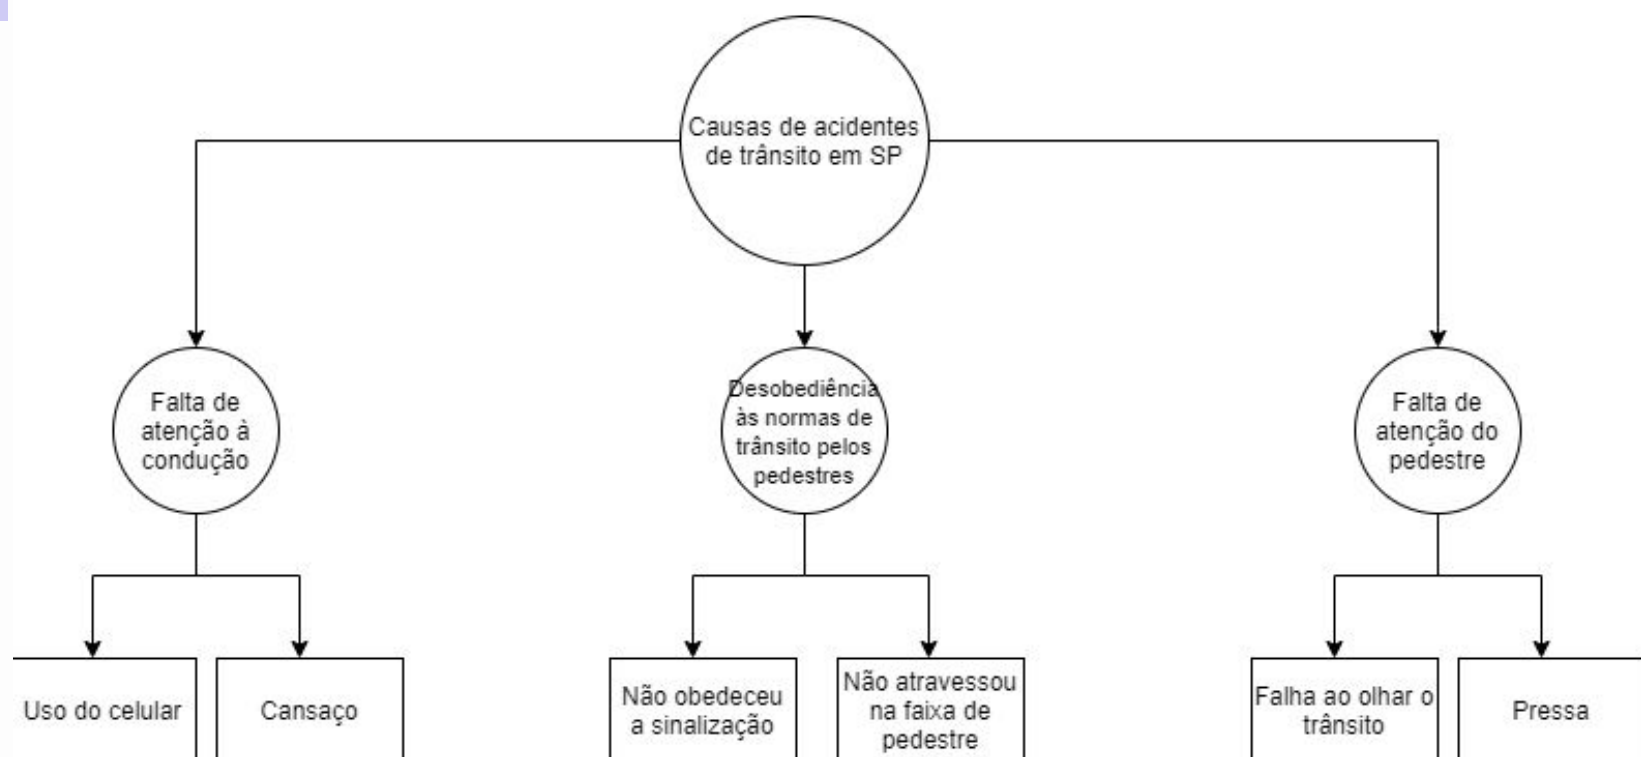 Causas de acidentes
de trânsito em SP
Falta de
atenção à
condução
Desobediência
às normas de
trânsito pelos
pedestres
Falta de
atenção do
pedestre
Uso do celular
Cansaço
Não obedeceu
a sinalização
Não atravessou
na faixa de
pedestre
Falha ao olhar o
trânsito
Pressa